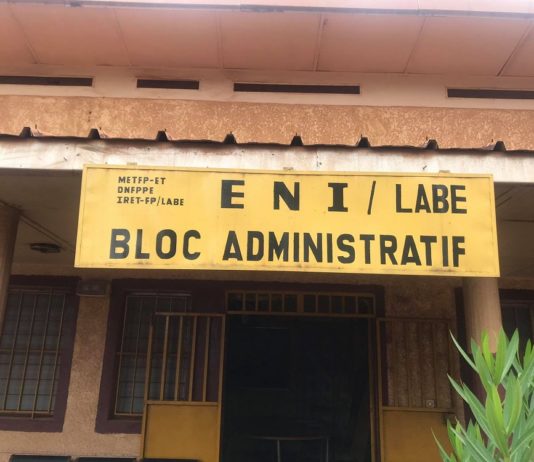 METFP-ET
DNFPPE
IRET-FP/LABE
ENI/LABE
BLOC ADMINISTRATIF